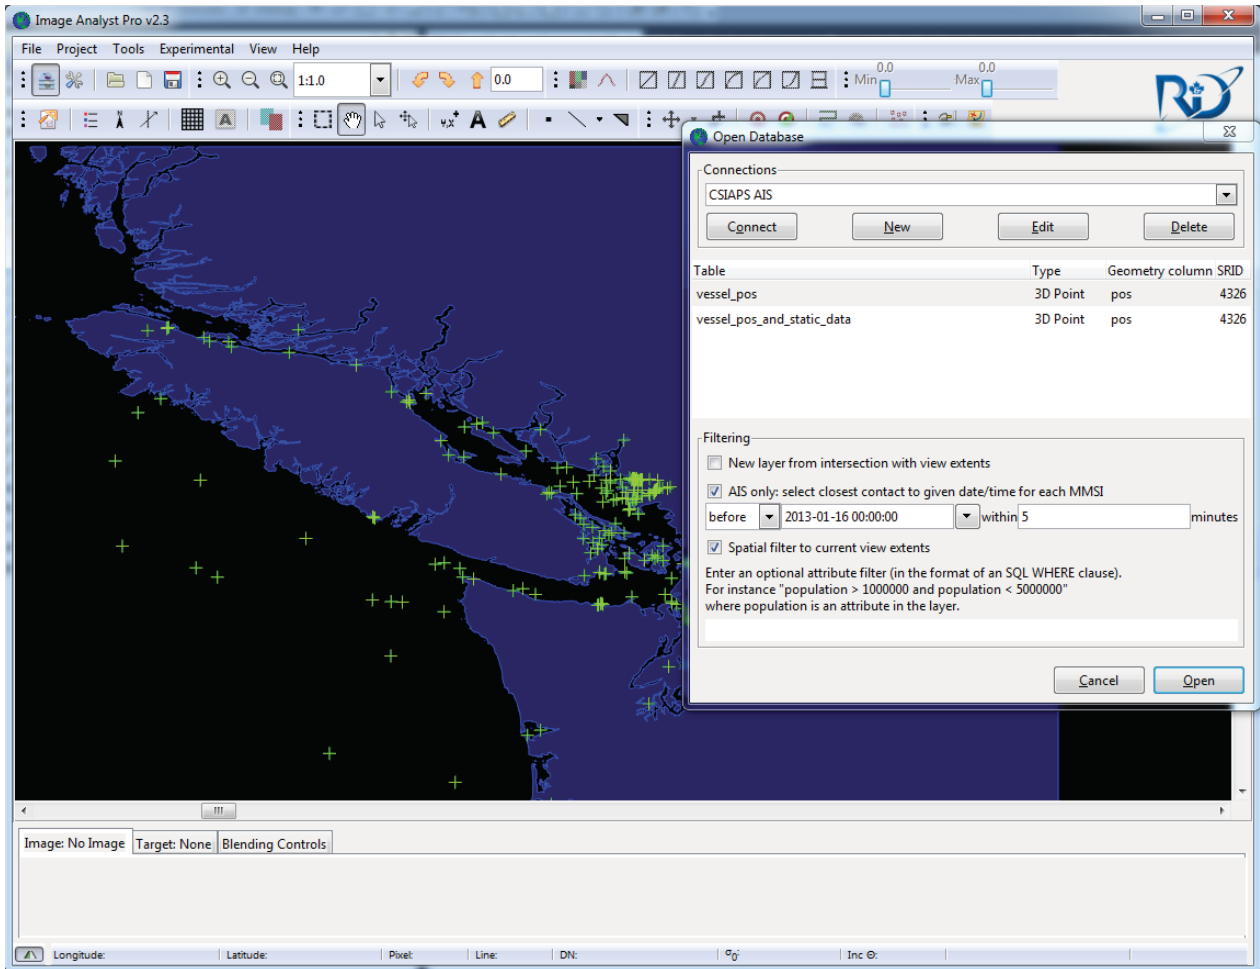 Image Analyst Pro v2.3
File Project Tools Experimental View Help
1:1.0 0.0 Min 0.0 Max 0.0
Open Database
Connections
CSIAPS AIS
Connect New Edit Delete
Table Type Geometry column SRID
vessel_pos 3D Point pos 4326
vessel_pos_and_static_data 3D Point pos 4326
Filtering
New layer from intersection with view extents
AIS only: select closest contact to given date/time for each MMSI
before 2013-01-16 00:00:00 within 5 minutes
Spatial filter to current view extents
Enter an optional attribute filter (in the format of an SQL WHERE clause).
For instance "population > 1000000 and population < 5000000"
where population is an attribute in the layer.
Cancel Open
Image: No Image Target: None Blending Controls
Longitude: Latitude: Pixel: Line: DN: σ₀: Inc Θ: